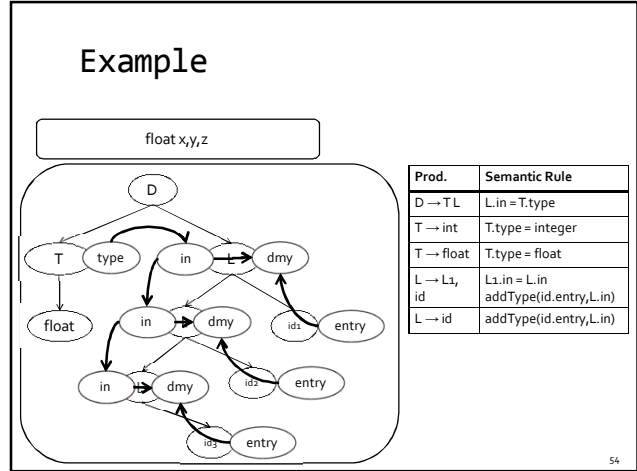 Example
float x,y,z
D
T type in L dmy
float in dmy id1 entry
in L dmy id2 entry
id3 entry
Prod. Semantic Rule
D → T L L.in = T.type
T → int T.type = integer
T → float T.type = float
L → L1, L1.in = L.in
id addType(id.entry,L.in)
L → id addType(id.entry,L.in)
54